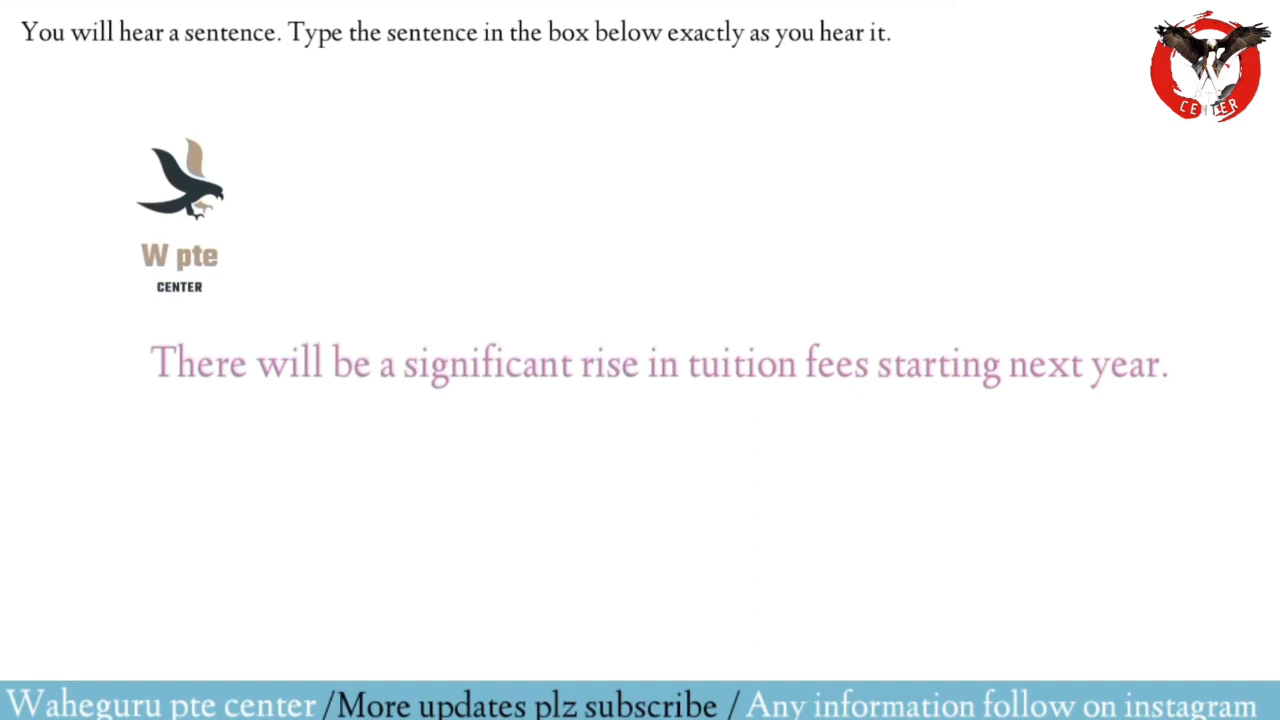 You will hear a sentence. Type the sentence in the box below exactly as you hear it.
CENTER
W pte
CENTER
There will be a significant rise in tuition fees starting next year.
Waheguru pte center /More updates plz subscribe / Any information follow on instagram